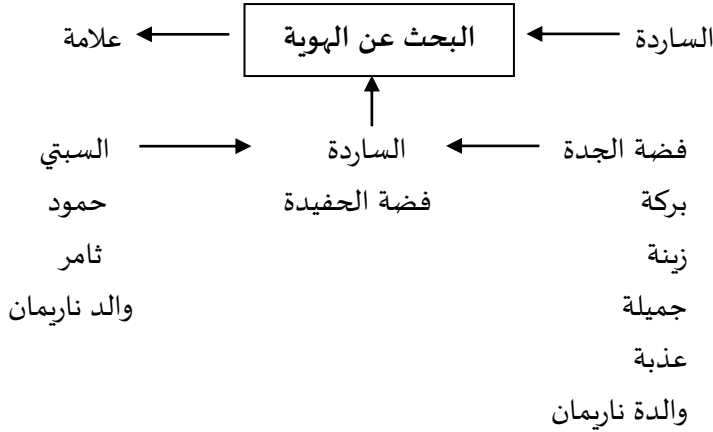 الساردة البحث عن الهوية علامة
فضة الجدة الساردة السبتي
بركة فضة الحفيدة حمود
زينة ثامر
جميلة والد ناريمان
عذبة
والدة ناريمان